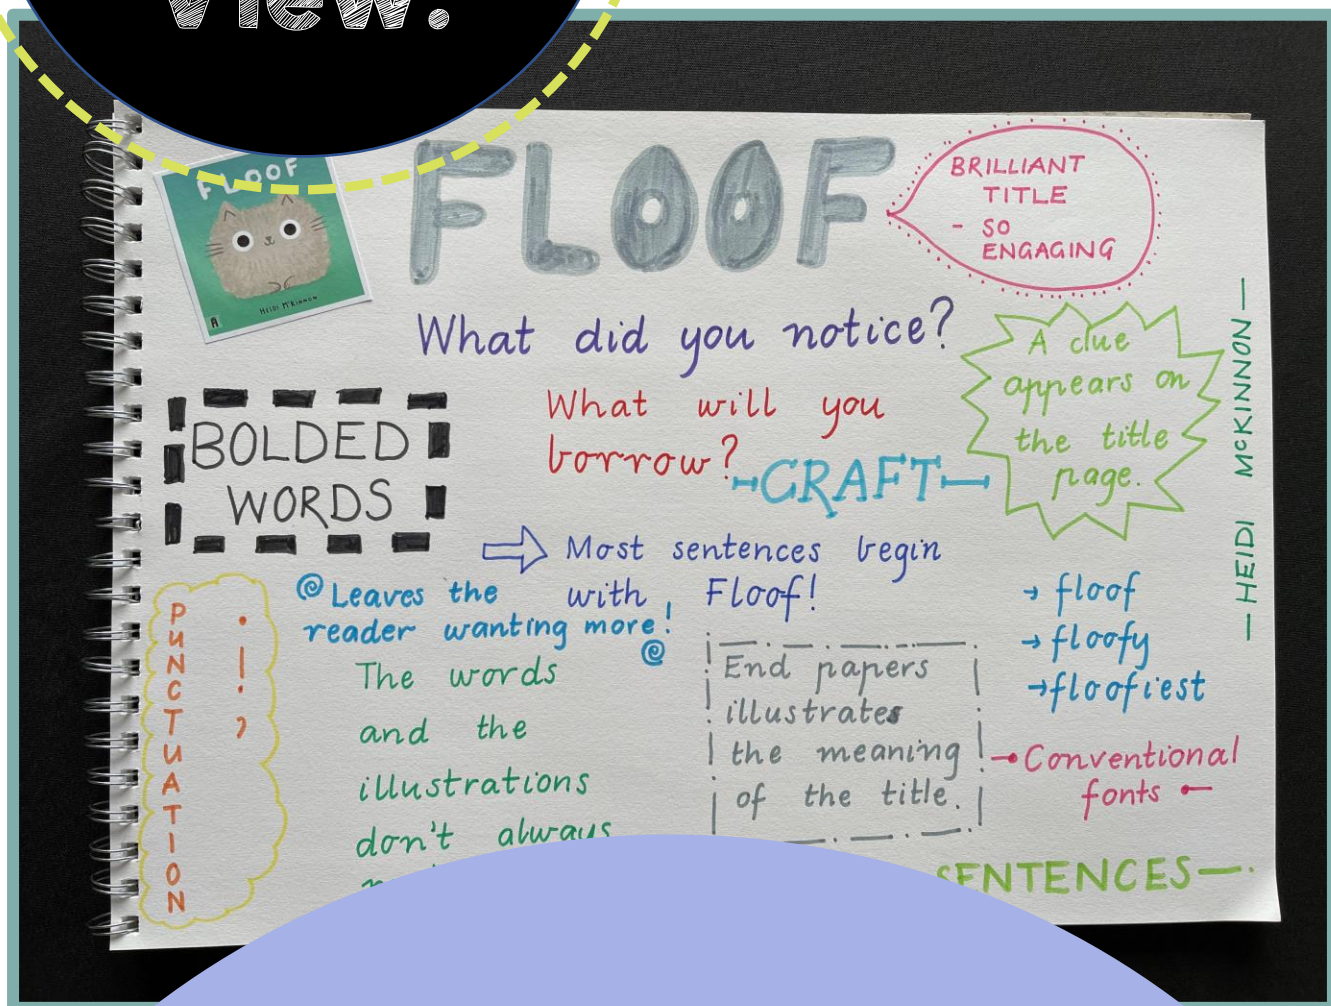 View.
FLOOF
HEIDI McKINNON
FLOOF
BRILLIANT
TITLE
- SO
ENGAGING
What did you notice?
A clue
appears on
the title
page.
— HEIDI McKINNON —
What will you
borrow?
CRAFT
BOLDED
WORDS
Most sentences begin
with Floof!
Leaves the
reader wanting more!
→ floof
→ floofy
→ floofiest
PUNCTUATION
. ! ,
The words
and the
illustrations
don't always
End papers
illustrates
the meaning
of the title.
Conventional
fonts
SENTENCES